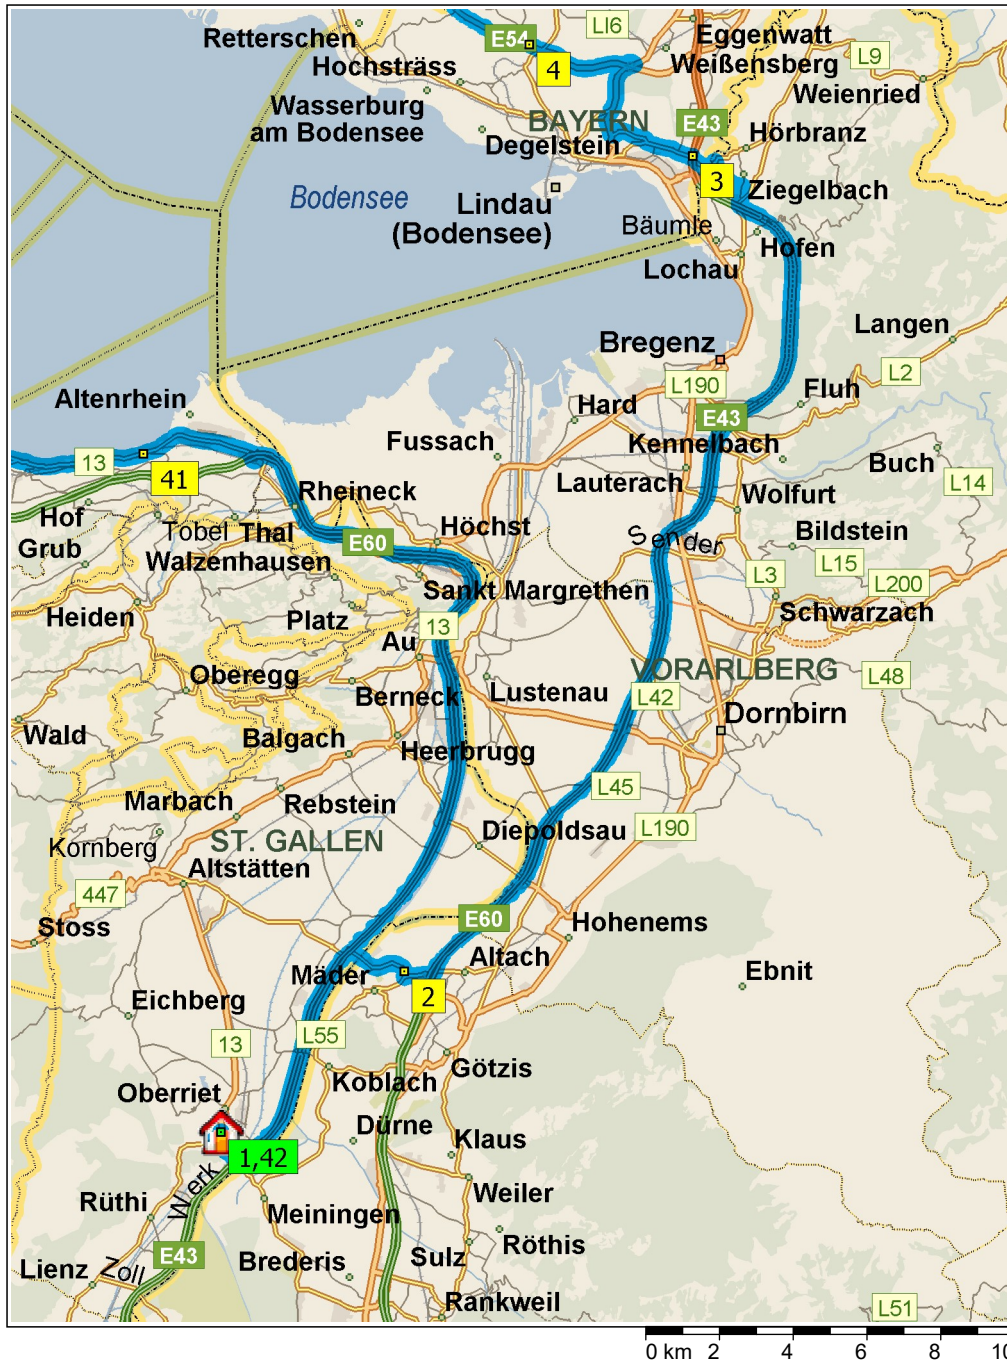 Retterschen
E54
LI6
Eggenwatt
Hochsträss
4
Weißensberg
L9
Wasserburg
am Bodensee
Weienried
BAYERN
E43
Hörbranz
Degelstein
Bodensee
3
Ziegelbach
Lindau
(Bodensee)
Bäumle
Hofen
Lochau
Langen
Bregenz
L2
Altenrhein
L190
Fluh
Hard
E43
Fussach
Kennelbach
13
41
Lauterach
Buch
L14
Rheineck
Wolfurt
Hof
Tobel
Thal
Höchst
Sender
Bildstein
Grub
Walzenhausen
E60
L15
L3
L200
Sankt Margrethen
Heiden
Platz
13
Schwarzach
Au
Oberegg
VORARLBERG
L48
Berneck
Lustenau
L42
Wald
Balgach
Dornbirn
Heerbrugg
Marbach
Rebstein
L45
ST. GALLEN
Diepoldsau
L190
Kornberg
Altstätten
447
Stoss
E60
Hohenems
Mäder
Altach
Ebnit
2
Eichberg
13
L55
Götzis
Oberriet
Koblach
Dürne
1,42
Klaus
Werk
Rüthi
Meiningen
Weiler
E43
Lienz
Zoll
Brederis
Sulz
Röthis
Rankweil
L51
0 km 2 4 6 8 10